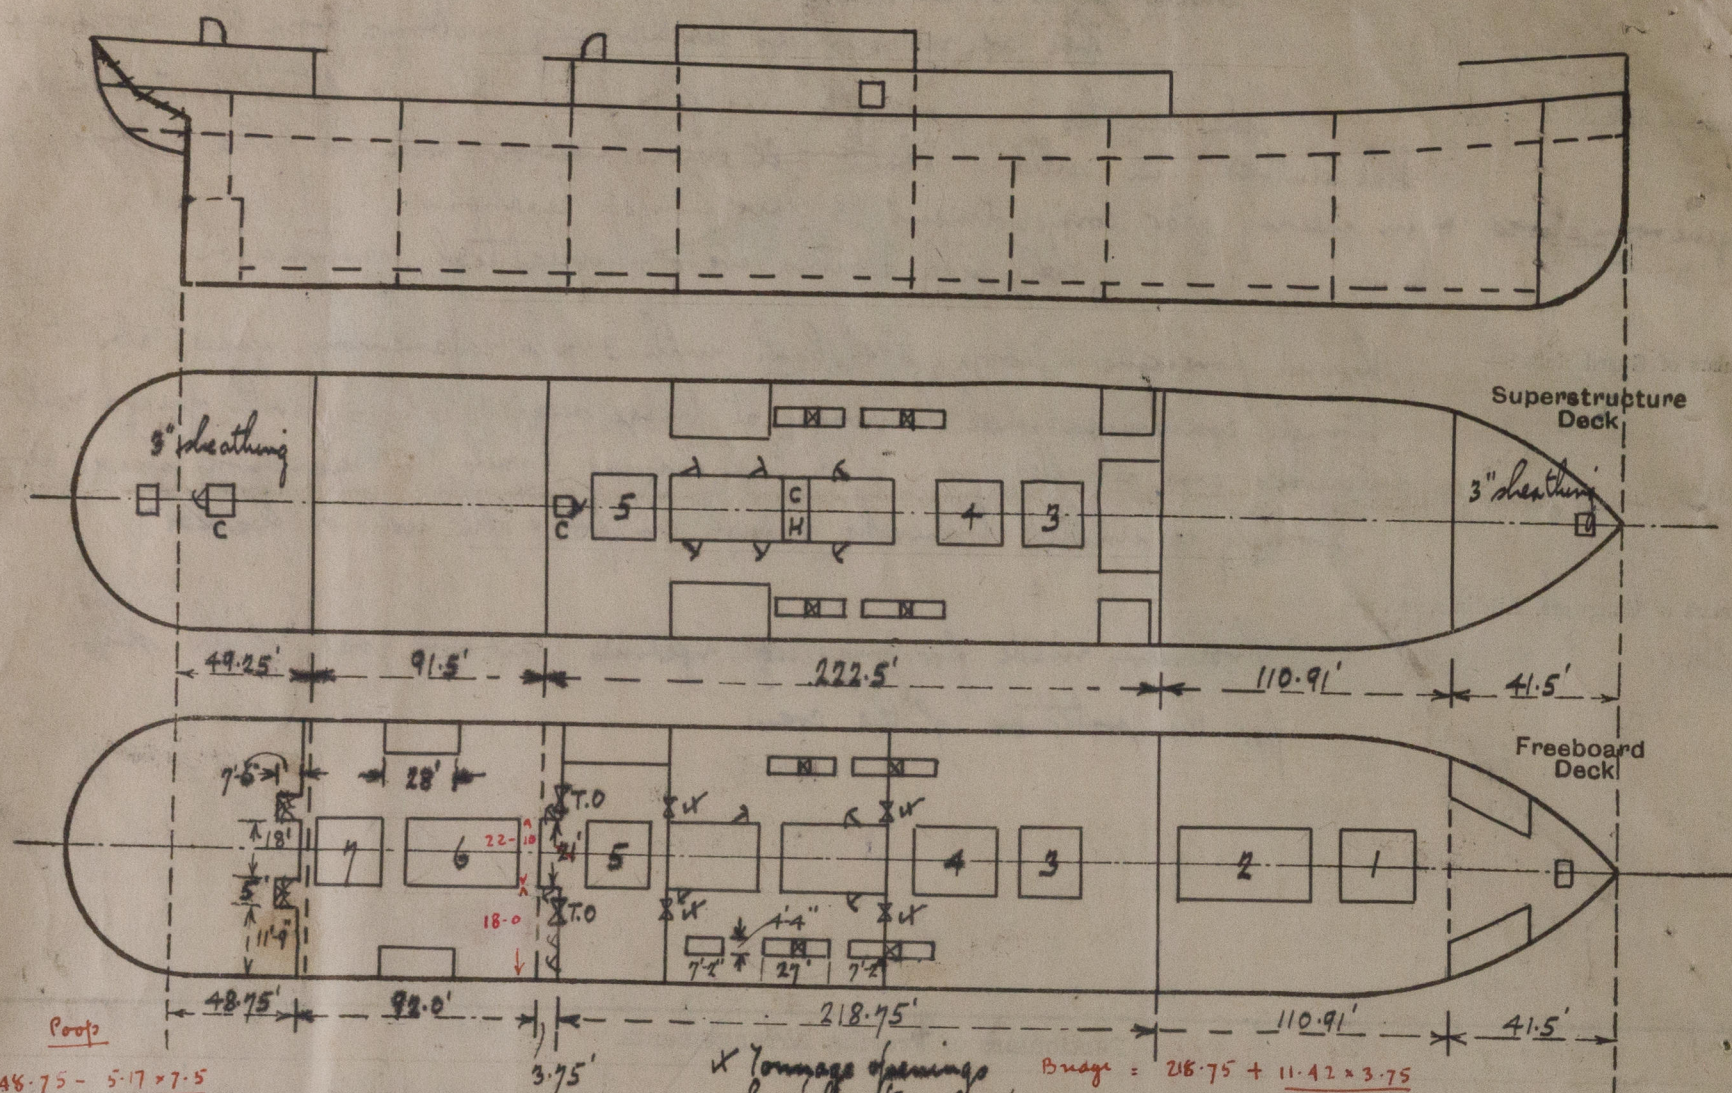 Superstructure
Deck
3" sheathing
3" sheathing
C
C
5
C
H
4
3
49.25'
91.5'
222.5'
110.91'
41.5'
Freeboard
Deck
7'-6"
28'
T.O
X
X
18'
7
6
22-10
21'
5
4
3
2
1
5'
T.O
X
X
18-0
11'-9"
4'-4"
7'-2"
27'
7'-2"
48.75'
92.0'
218.75'
110.91'
41.5'
3.75'
Poop
48.75 - 5.17 x 7.5
X Tonnage openings
Bridge = 218.75 + 11.42 x 3.75